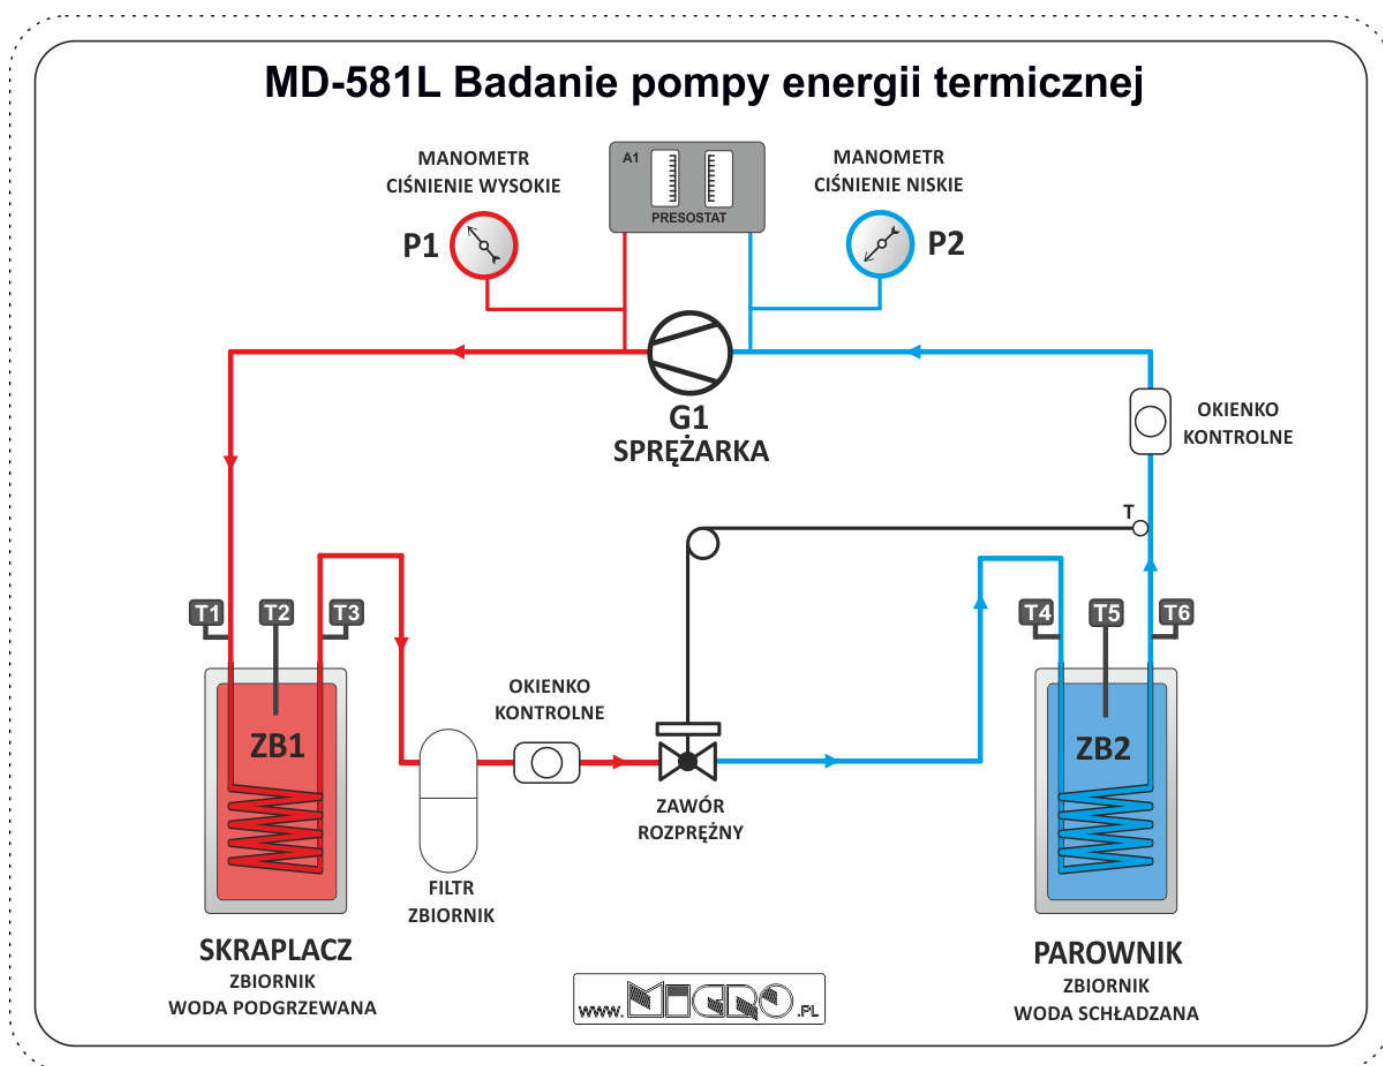 MD-581L Badanie pompy energii termicznej
MANOMETR
CIŚNIENIE WYSOKIE
P1
A1
PRESOSTAT
MANOMETR
CIŚNIENIE NISKIE
P2
G1
SPRĘŻARKA
OKIENKO
KONTROLNE
T
T1
T2
T3
T4
T5
T6
ZB1
OKIENKO
KONTROLNE
ZB2
ZAWÓR
ROZPRĘŻNY
FILTR
ZBIORNIK
SKRAPLACZ
ZBIORNIK
WODA PODGRZEWANA
PAROWNIK
ZBIORNIK
WODA SCHŁADZANA
www.MICRO.PL